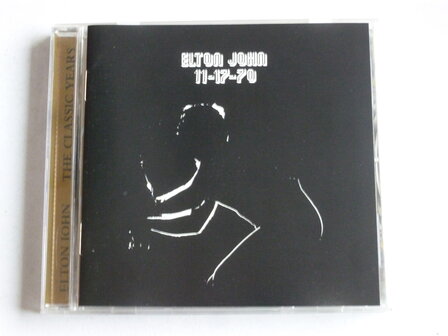 ELTON JOHN
11-17-70
ELTON JOHN THE CLASSIC YEARS